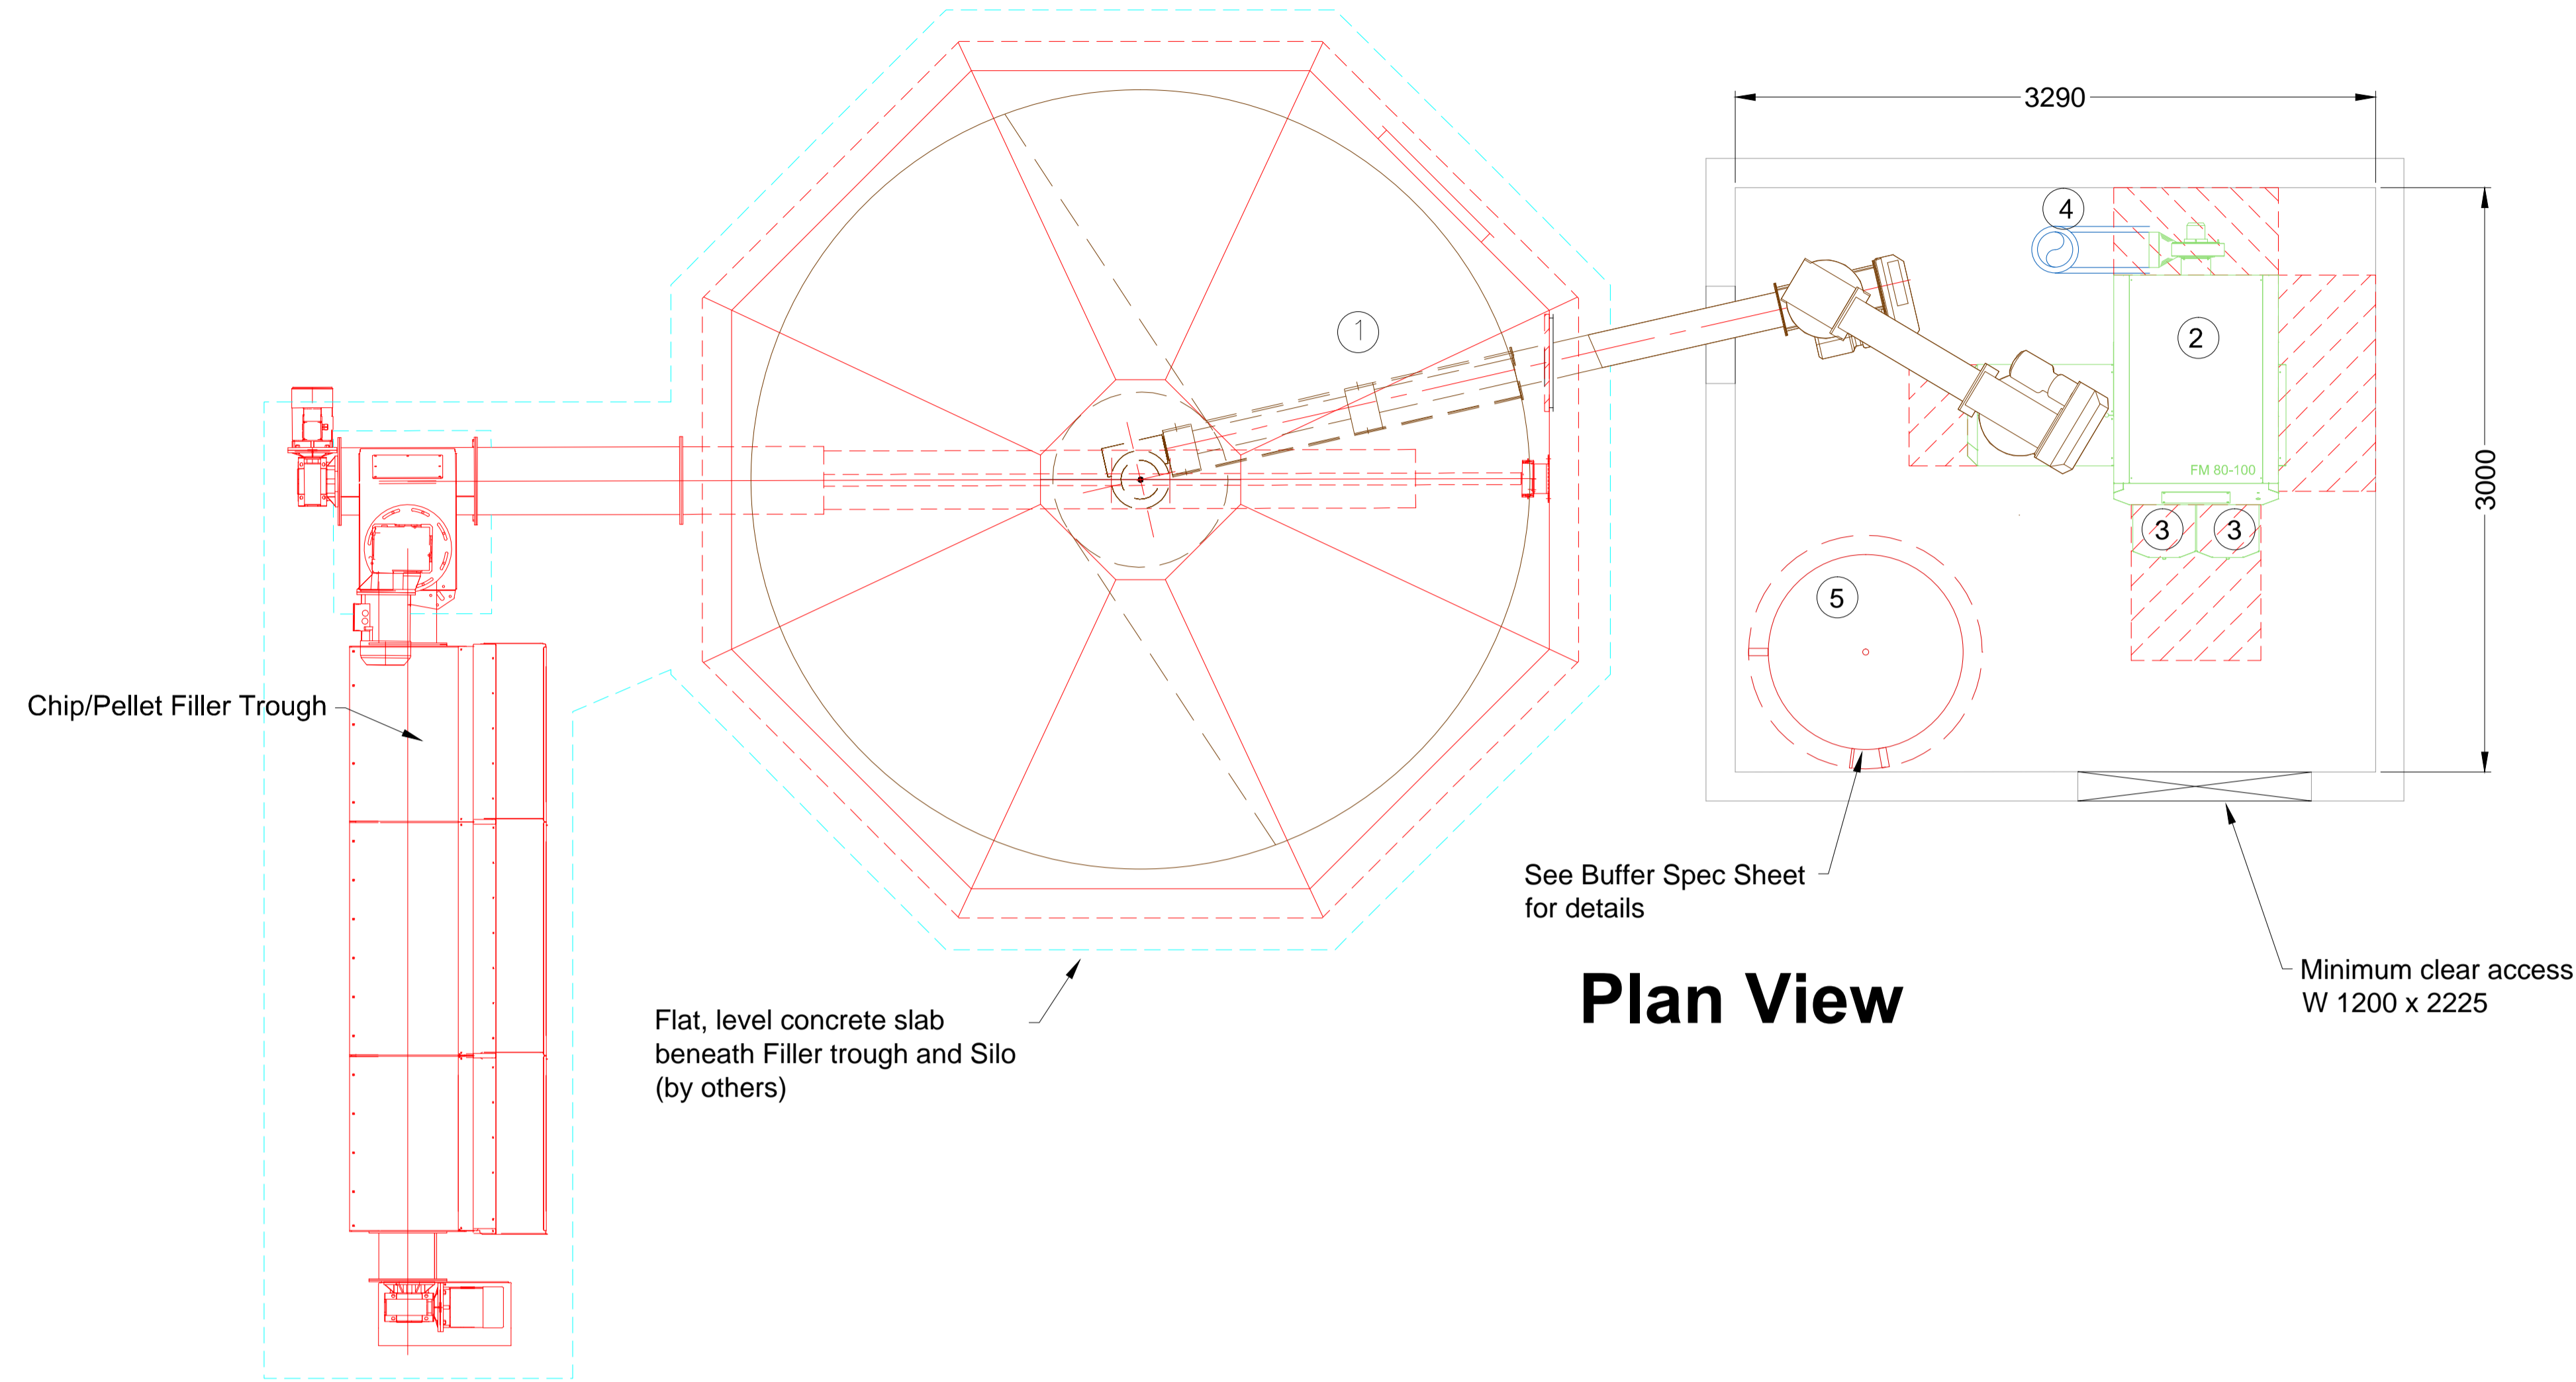 3290
4
1
2
FM 80-100
3000
3
3
5
Chip/Pellet Filler Trough
See Buffer Spec Sheet
for details
Plan View
Minimum clear access
W 1200 x 2225
Flat, level concrete slab
beneath Filler trough and Silo
(by others)